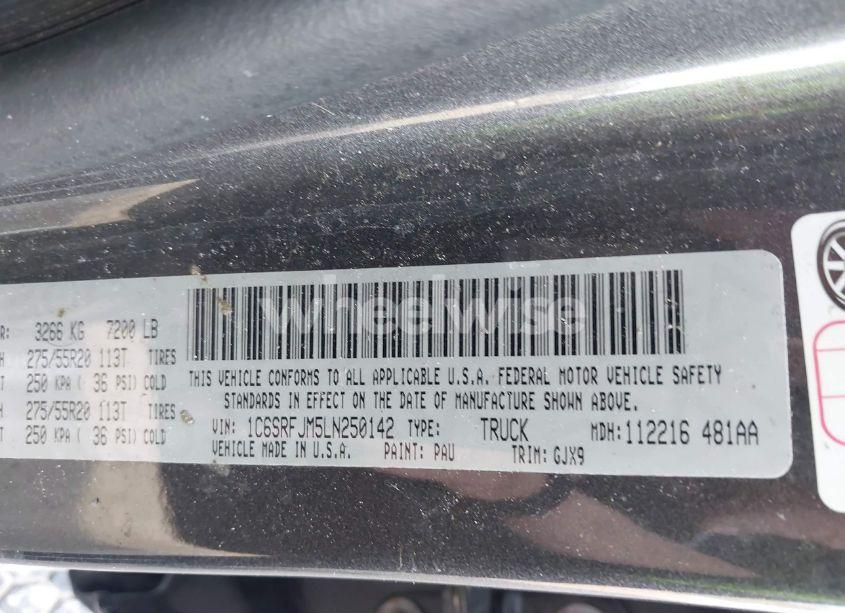 R: 3266 KG 7200 LB
H 275/55R20 113T TIRES
T 250 KPA ( 36 PSI) COLD
H 275/55R20 113T TIRES
T 250 KPA ( 36 PSI) COLD
wheelwise
THIS VEHICLE CONFORMS TO ALL APPLICABLE U.S.A. FEDERAL MOTOR VEHICLE SAFETY
STANDARDS IN EFFECT ON THE DATE OF MANUFACTURE SHOWN ABOVE.
VIN: 1C6SRFJM5LN250142 TYPE: TRUCK MDH:112216 481AA
VEHICLE MADE IN U.S.A. PAINT: PAU TRIM: GJX9